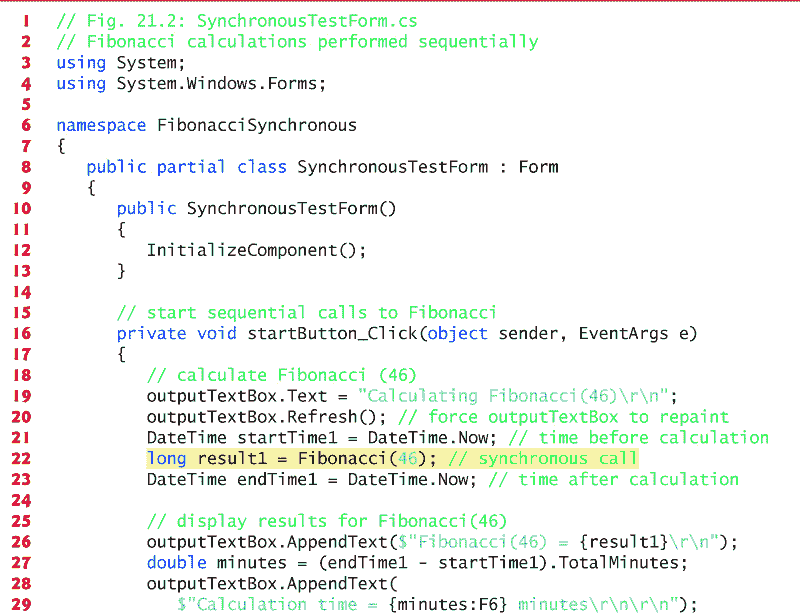 1 // Fig. 21.2: SynchronousTestForm.cs
2 // Fibonacci calculations performed sequentially
3 using System;
4 using System.Windows.Forms;
5
6 namespace FibonacciSynchronous
7 {
8    public partial class SynchronousTestForm : Form
9    {
10       public SynchronousTestForm()
11       {
12          InitializeComponent();
13       }
14
15       // start sequential calls to Fibonacci
16       private void startButton_Click(object sender, EventArgs e)
17       {
18          // calculate Fibonacci (46)
19          outputTextBox.Text = "Calculating Fibonacci(46)\r\n";
20          outputTextBox.Refresh(); // force outputTextBox to repaint
21          DateTime startTime1 = DateTime.Now; // time before calculation
22          long result1 = Fibonacci(46); // synchronous call
23          DateTime endTime1 = DateTime.Now; // time after calculation
24
25          // display results for Fibonacci(46)
26          outputTextBox.AppendText($"Fibonacci(46) = {result1}\r\n");
27          double minutes = (endTime1 - startTime1).TotalMinutes;
28          outputTextBox.AppendText(
29             $"Calculation time = {minutes:F6} minutes\r\n\r\n");